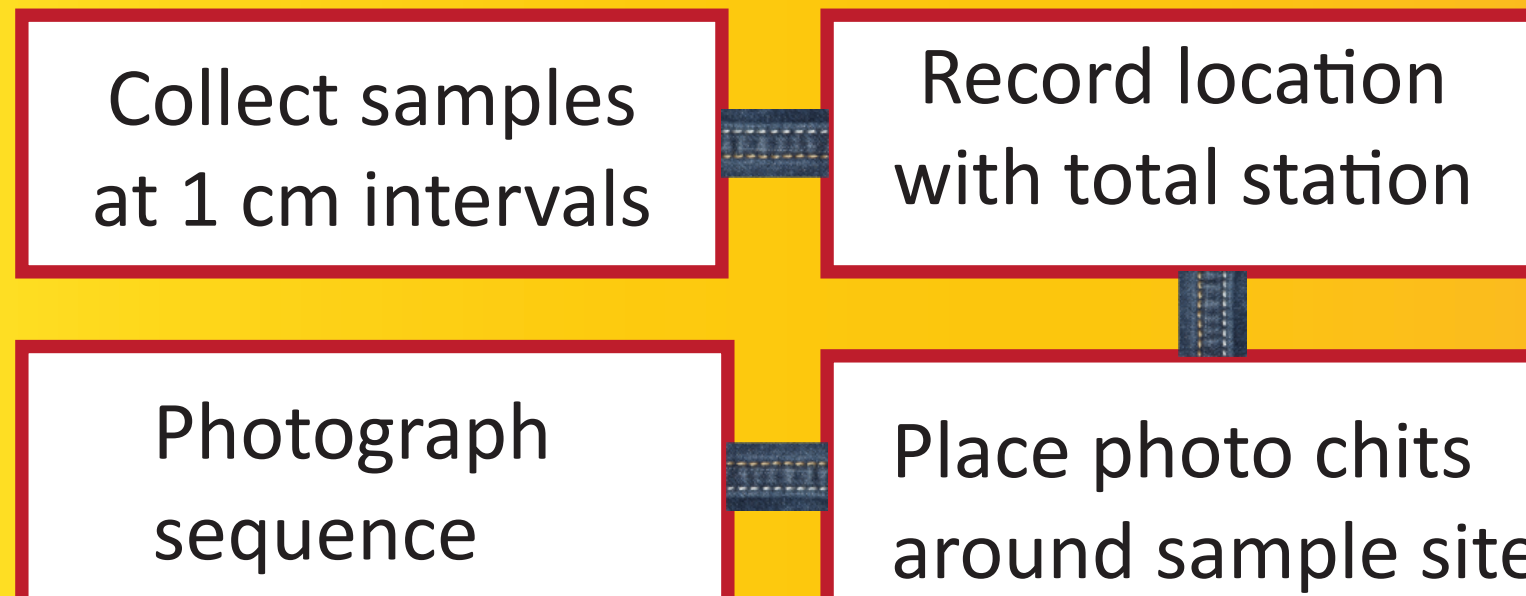 Collect samples
at 1 cm intervals
Record location
with total station
Photograph
sequence
Place photo chits
around sample site